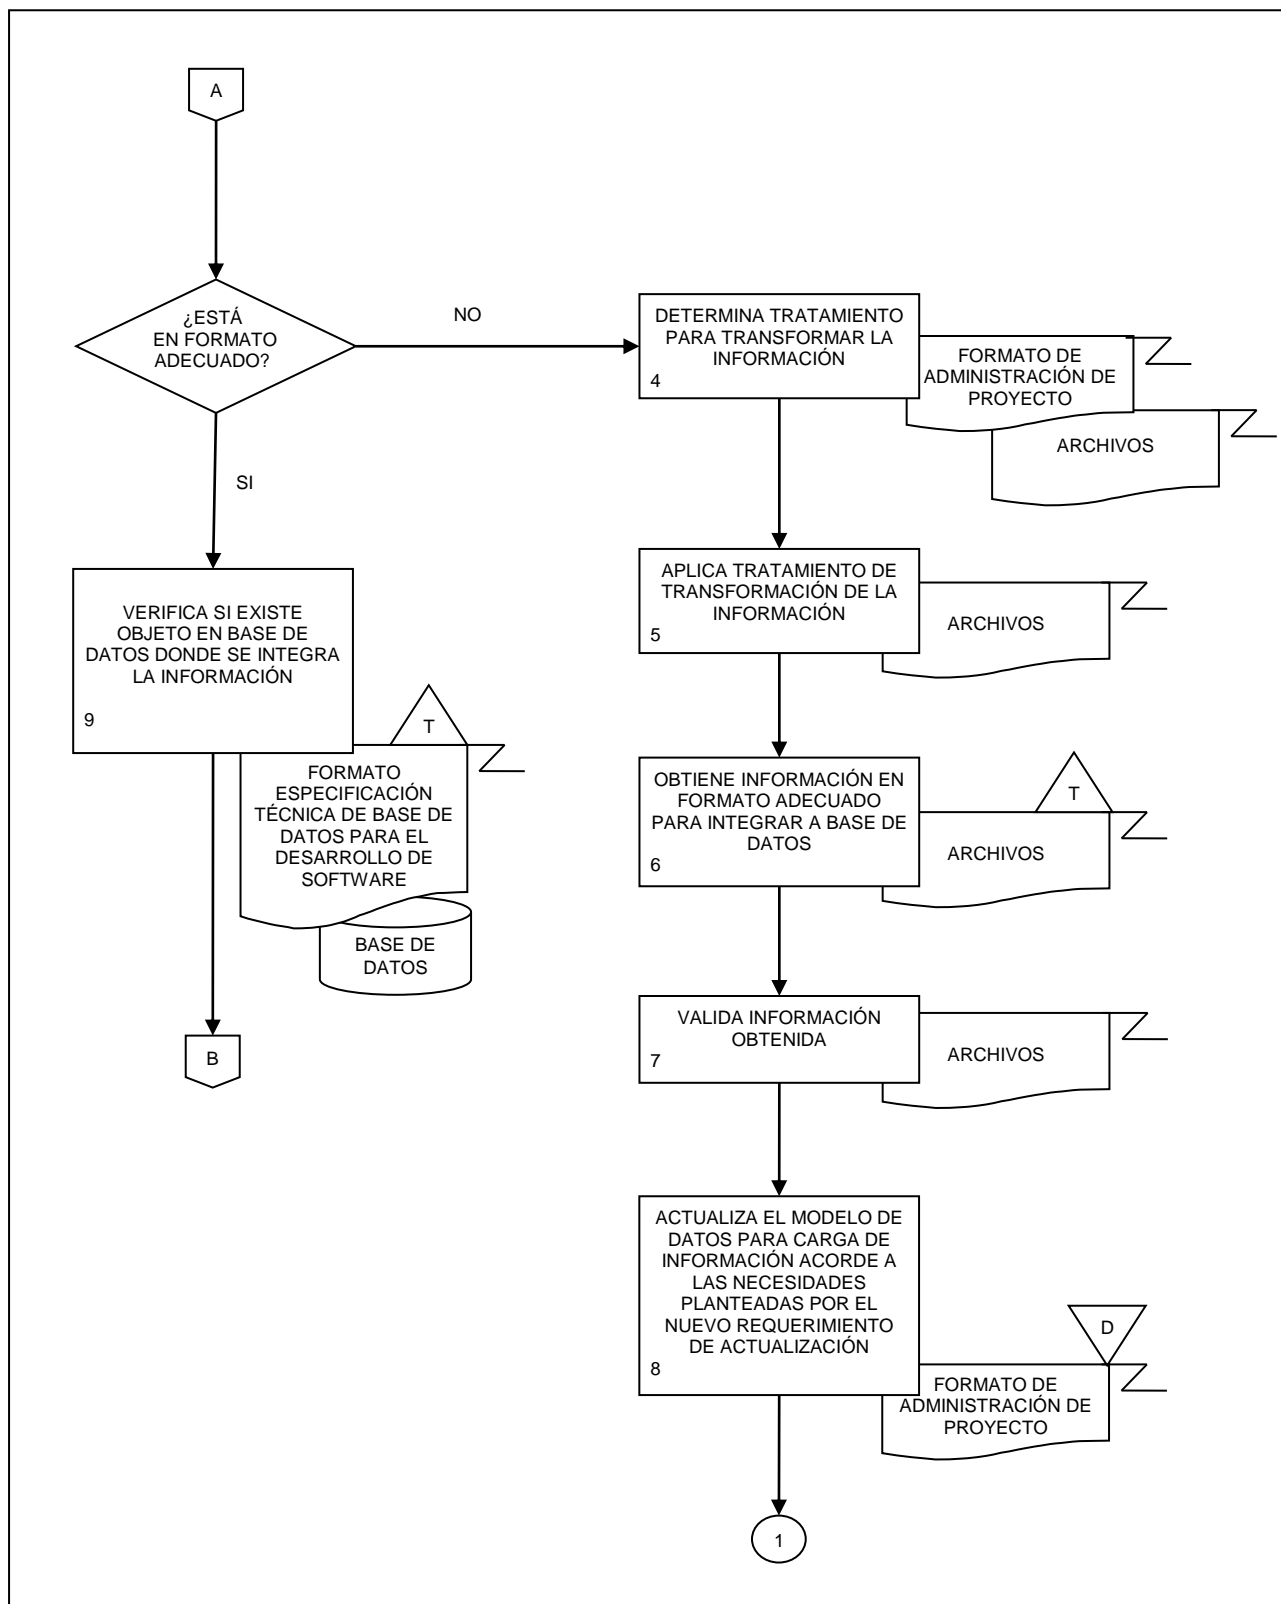 A
¿ESTÁ
EN FORMATO
ADECUADO?
NO
SI
DETERMINA TRATAMIENTO
PARA TRANSFORMAR LA
INFORMACIÓN
4
FORMATO DE
ADMINISTRACIÓN DE
PROYECTO
ARCHIVOS
APLICA TRATAMIENTO DE
TRANSFORMACIÓN DE LA
INFORMACIÓN
5
ARCHIVOS
VERIFICA SI EXISTE
OBJETO EN BASE DE
DATOS DONDE SE INTEGRA
LA INFORMACIÓN
9
T
FORMATO
ESPECIFICACIÓN
TÉCNICA DE BASE DE
DATOS PARA EL
DESARROLLO DE
SOFTWARE
BASE DE
DATOS
B
OBTIENE INFORMACIÓN EN
FORMATO ADECUADO
PARA INTEGRAR A BASE DE
DATOS
6
T
ARCHIVOS
VALIDA INFORMACIÓN
OBTENIDA
7
ARCHIVOS
ACTUALIZA EL MODELO DE
DATOS PARA CARGA DE
INFORMACIÓN ACORDE A
LAS NECESIDADES
PLANTEADAS POR EL
NUEVO REQUERIMIENTO
DE ACTUALIZACIÓN
8
D
FORMATO DE
ADMINISTRACIÓN DE
PROYECTO
1